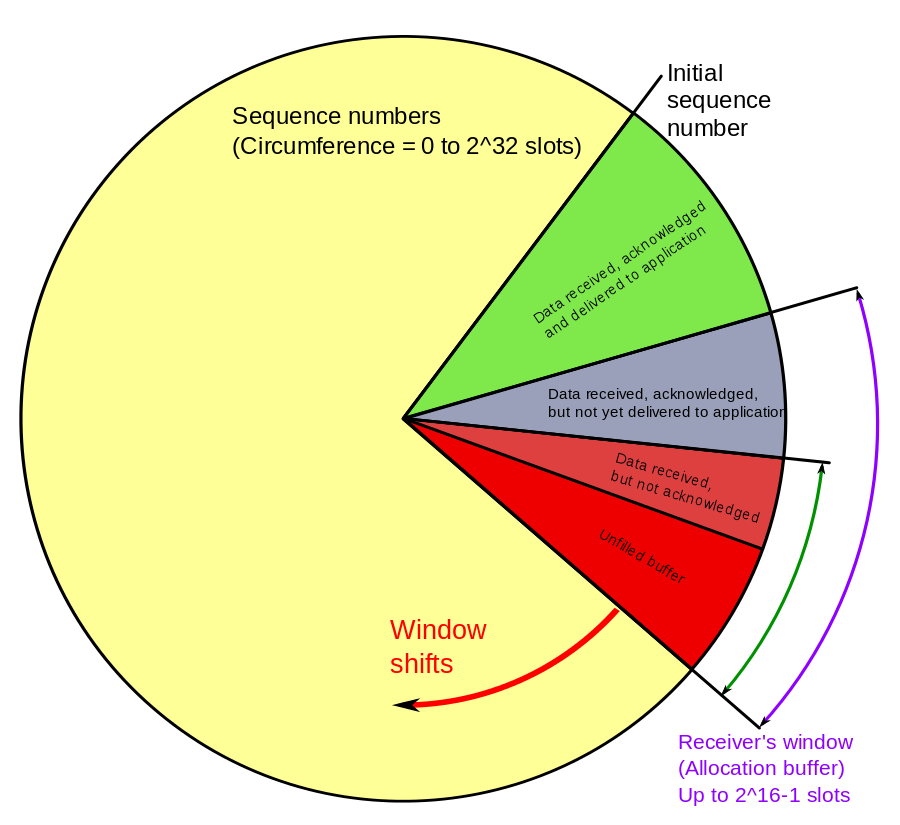 Sequence numbers
(Circumference = 0 to 2^32 slots)
Initial
sequence
number
Data received, acknowledged
and delivered to application
Data received, acknowledged,
but not yet delivered to application
Data received,
but not acknowledged
Unfilled buffer
Window
shifts
Receiver's window
(Allocation buffer)
Up to 2^16-1 slots